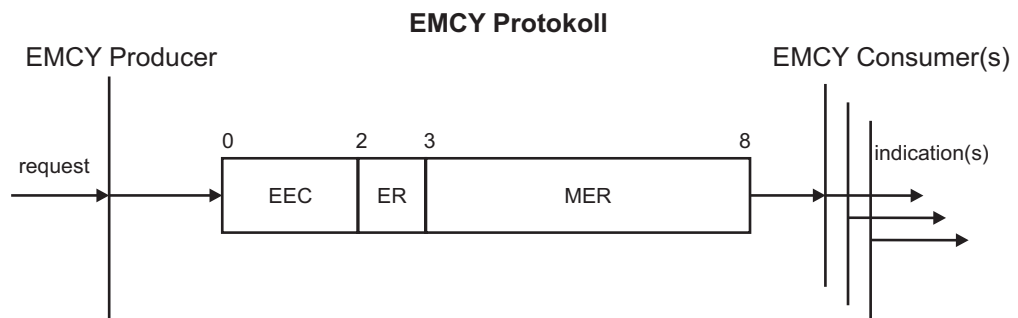 EMCY Protokoll
EMCY Producer
EMCY Consumer(s)
0 2 3 8
request
indication(s)
EEC ER MER